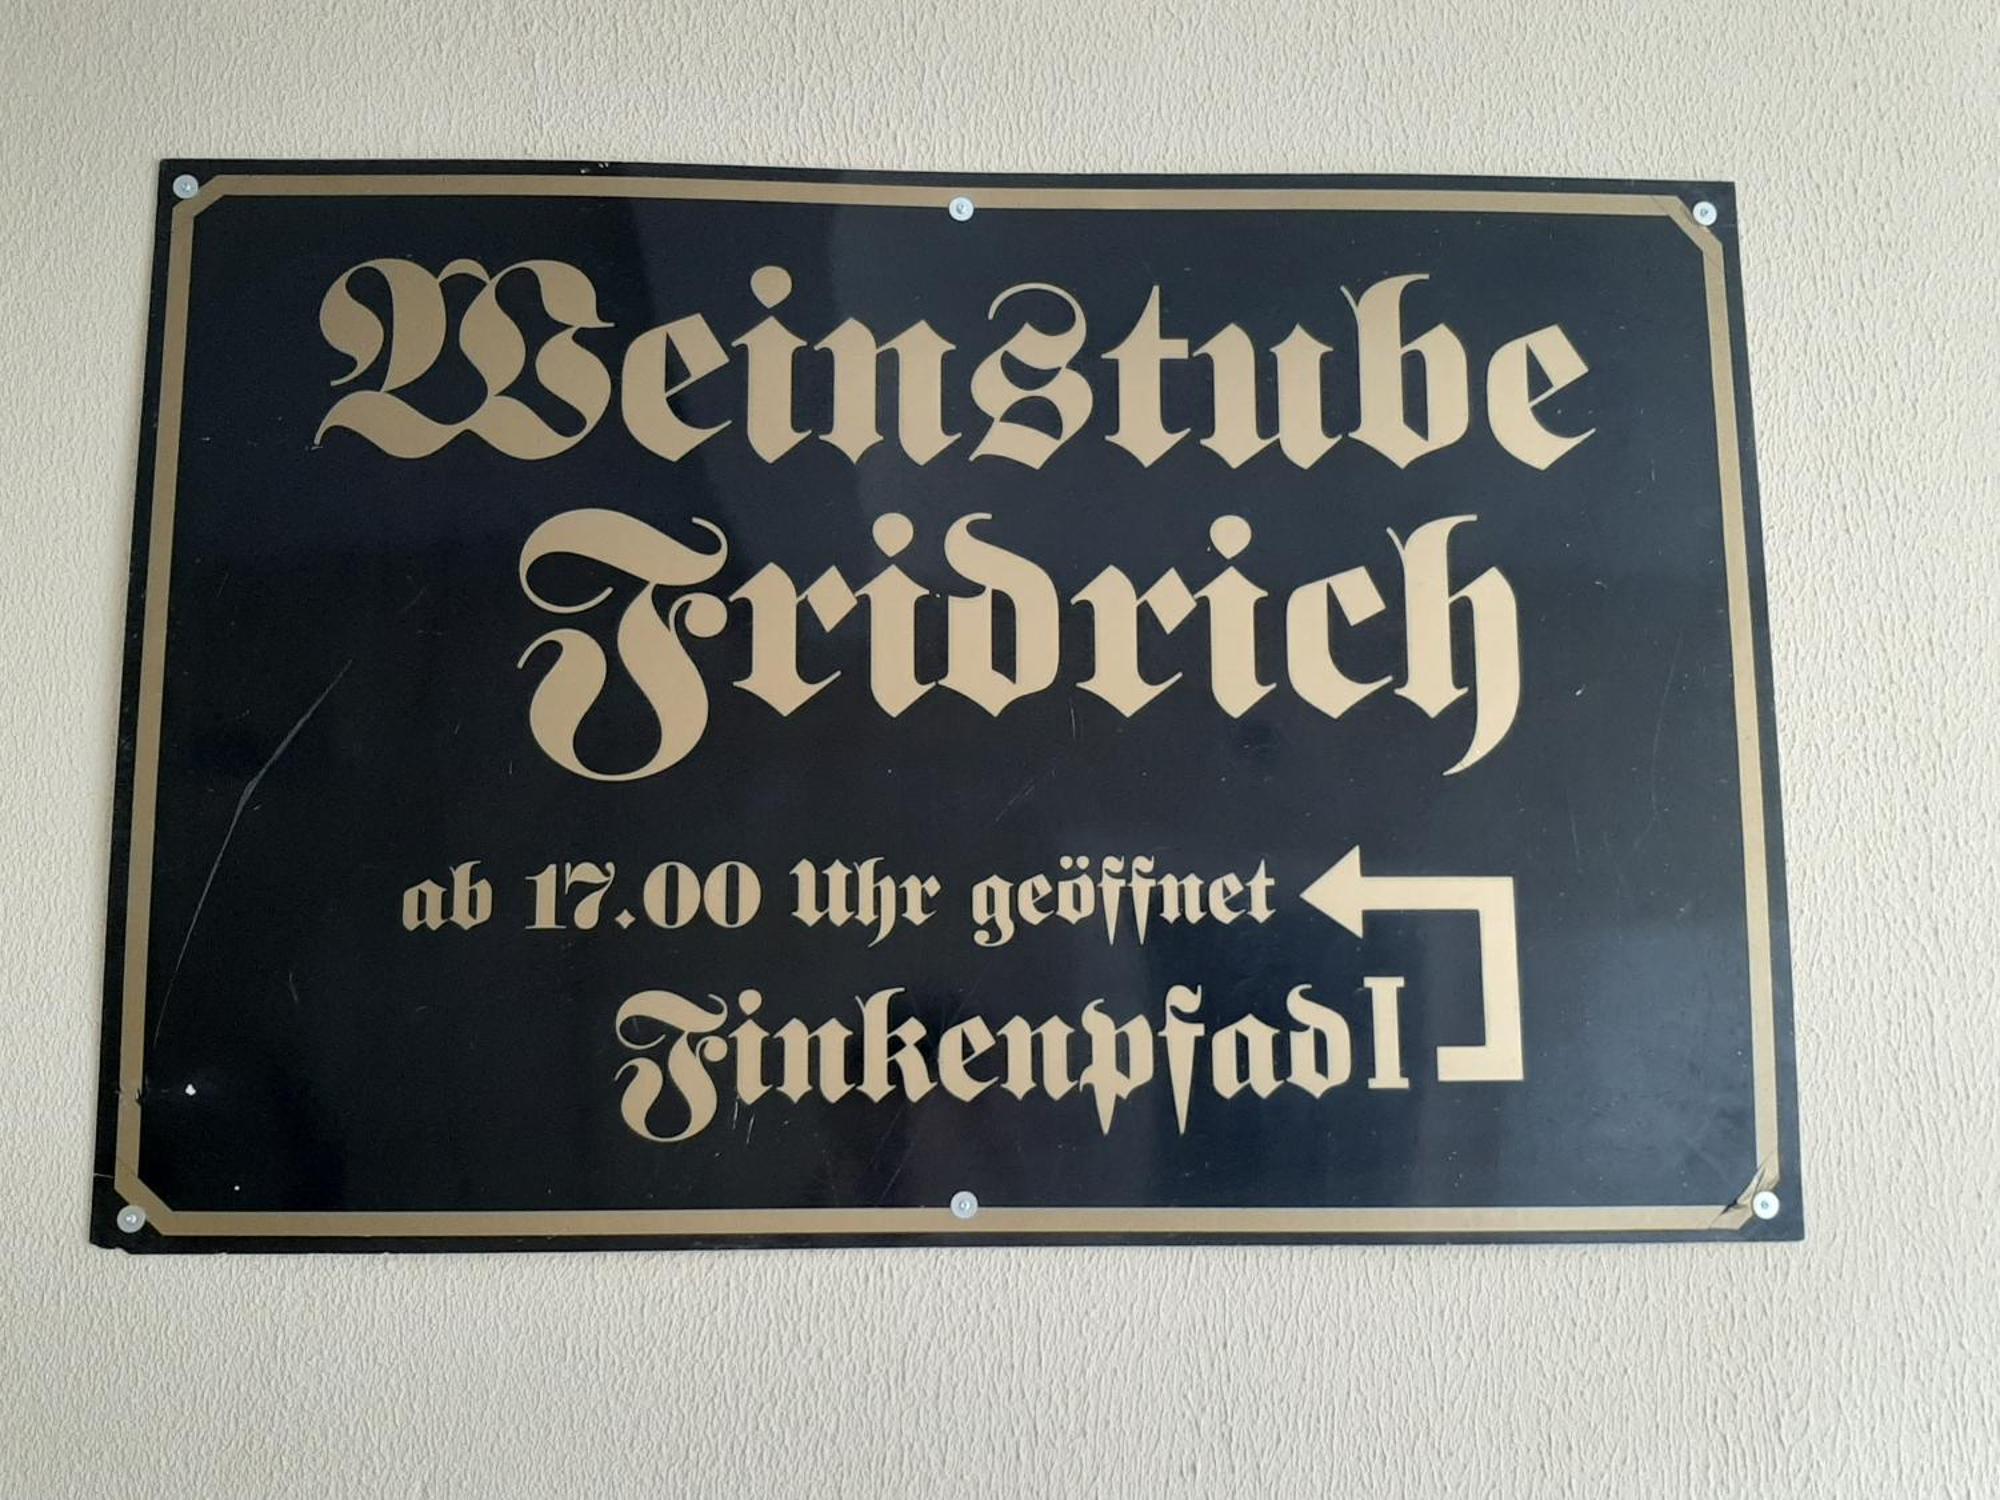 Weinstube
Fridrich
ab 17.00 Uhr geöffnet
Finkenpfad 1